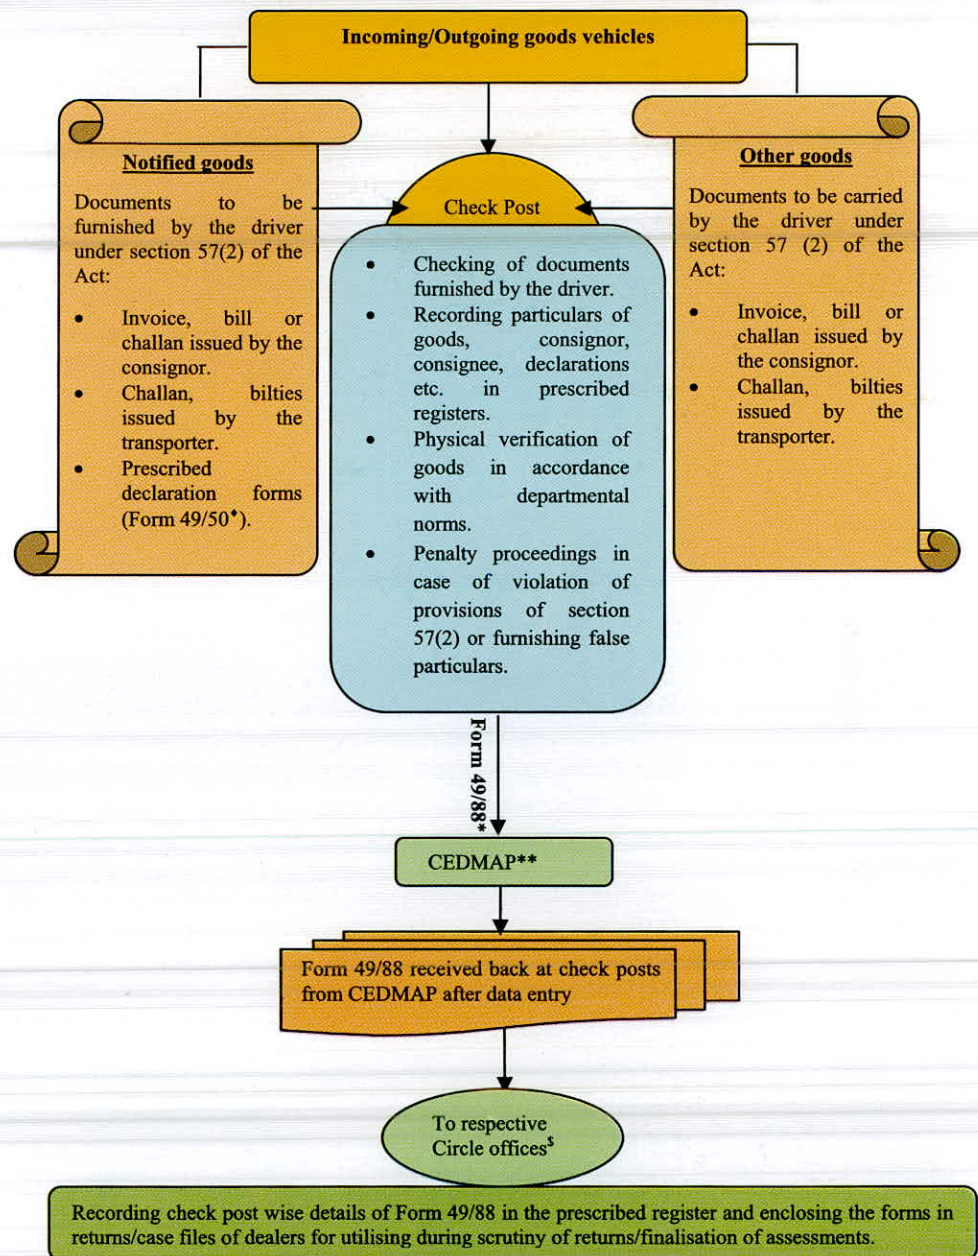 Incoming/Outgoing goods vehicles
Notified goods
Documents to be
furnished by the driver
under section 57(2) of the
Act:
• Invoice, bill or
challan issued by the
consignor.
• Challan, bilties
issued by the
transporter.
• Prescribed
declaration forms
(Form 49/50♦).
Check Post
• Checking of documents
furnished by the driver.
• Recording particulars of
goods, consignor,
consignee, declarations
etc. in prescribed
registers.
• Physical verification of
goods in accordance
with departmental
norms.
• Penalty proceedings in
case of violation of
provisions of section
57(2) or furnishing false
particulars.
Other goods
Documents to be carried
by the driver under
section 57 (2) of the
Act:
• Invoice, bill or
challan issued by
the consignor.
• Challan, bilties
issued by the
transporter.
Form 49/88*
CEDMAP**
Form 49/88 received back at check posts
from CEDMAP after data entry
To respective
Circle offices$
Recording check post wise details of Form 49/88 in the prescribed register and enclosing the forms in
returns/case files of dealers for utilising during scrutiny of returns/finalisation of assessments.